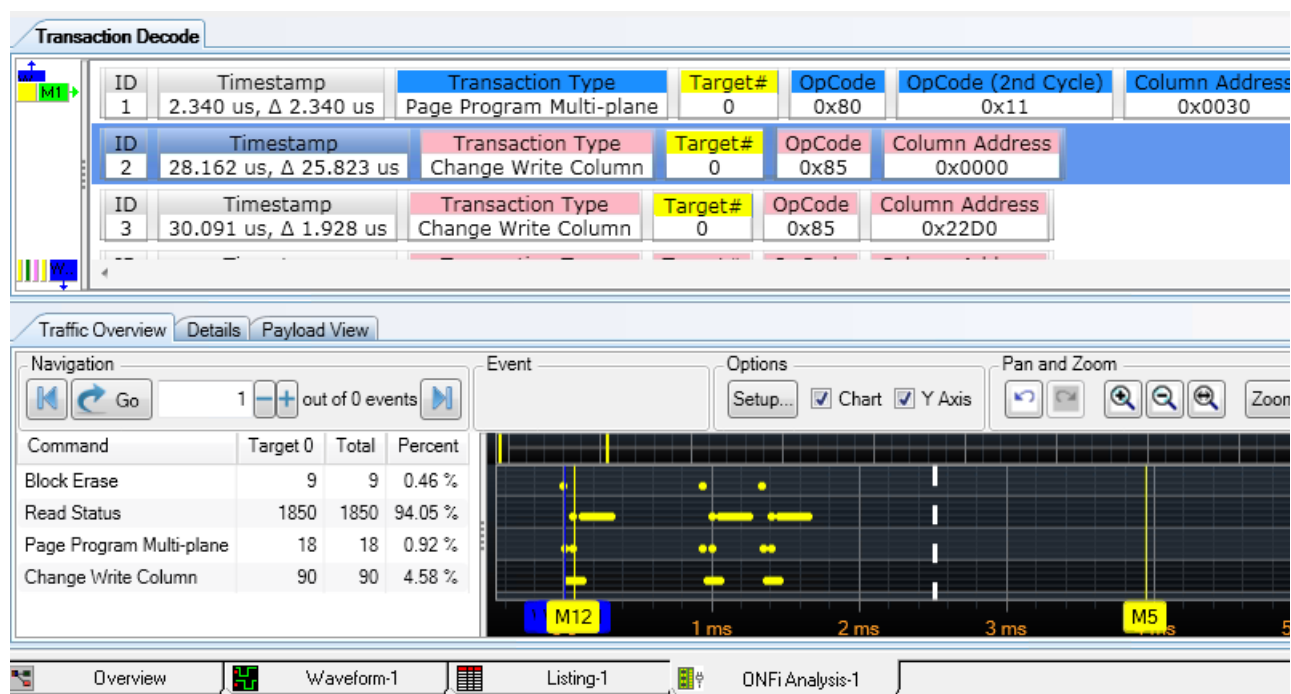 Transaction Decode
M1
ID Timestamp Transaction Type Target# OpCode OpCode (2nd Cycle) Column Address
1 2.340 us, Δ 2.340 us Page Program Multi-plane 0 0x80 0x11 0x0030
ID Timestamp Transaction Type Target# OpCode Column Address
2 28.162 us, Δ 25.823 us Change Write Column 0 0x85 0x0000
ID Timestamp Transaction Type Target# OpCode Column Address
3 30.091 us, Δ 1.928 us Change Write Column 0 0x85 0x22D0
Traffic Overview Details Payload View
Navigation Event Options Pan and Zoom
Go 1 out of 0 events Setup... Chart Y Axis Zoom
Command Target 0 Total Percent
Block Erase 9 9 0.46 %
Read Status 1850 1850 94.05 %
Page Program Multi-plane 18 18 0.92 %
Change Write Column 90 90 4.58 %
M12 M5
1 ms 2 ms 3 ms 5
Overview Waveform-1 Listing-1 ONFi Analysis-1